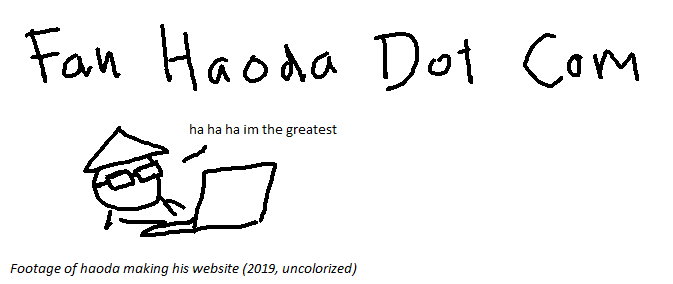 Fan Haoda Dot Com
ha ha ha im the greatest
Footage of haoda making his website (2019, uncolorized)